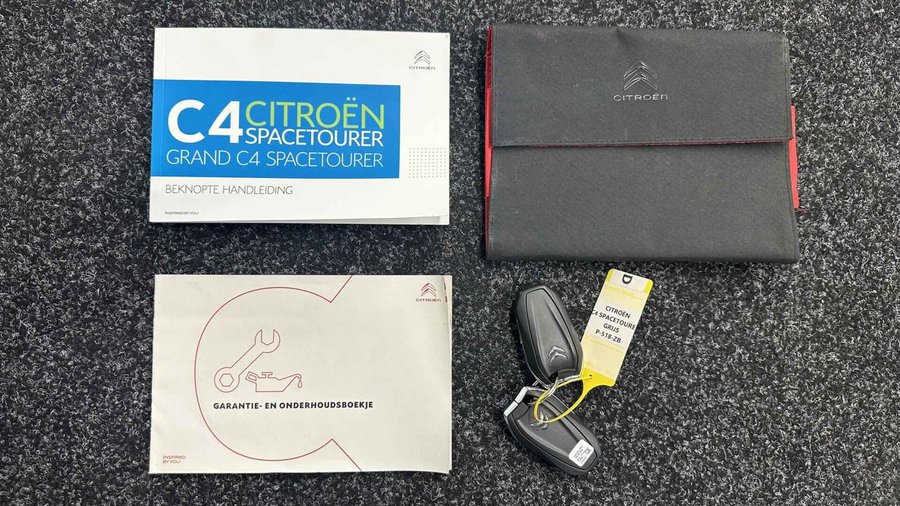 CITROËN
C4 CITROËN
SPACETOURER
GRAND C4 SPACETOURER
BEKNOPTE HANDLEIDING
INSPIRED BY YOU
CITROËN
CITROËN
GARANTIE- EN ONDERHOUDSBOEKJE
INSPIRED
BY YOU
D
CITROËN
C4 SPACETOURE
GRIJS
P-518-ZB